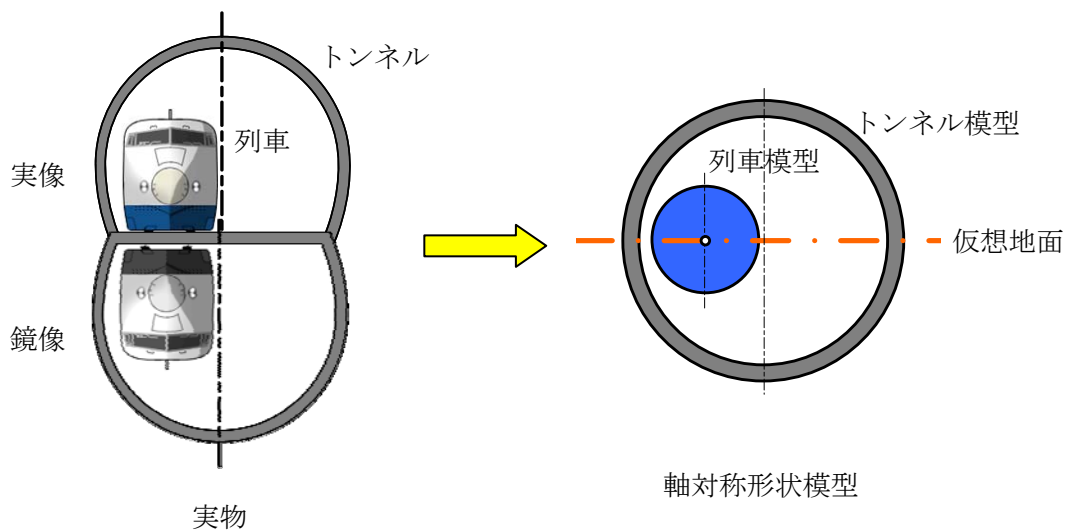 トンネル
列車
実像
鏡像
実物
トンネル模型
列車模型
仮想地面
軸対称形状模型